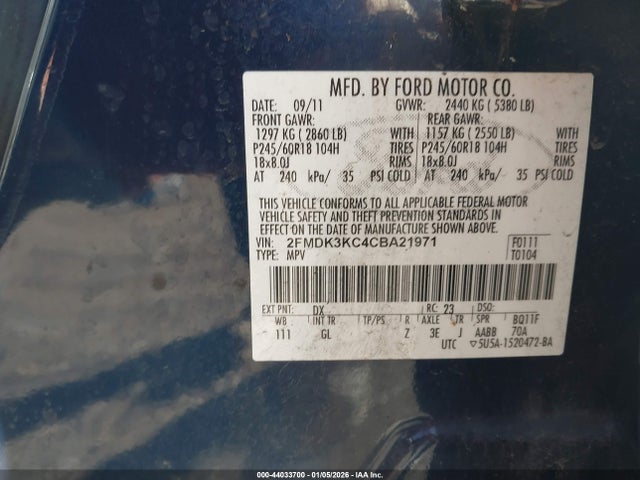 MFD. BY FORD MOTOR CO.
DATE: 09/11 GVWR: 2440 KG ( 5380 LB)
FRONT GAWR: REAR GAWR:
1297 KG ( 2860 LB) WITH 1157 KG ( 2550 LB) WITH
P245/60R18 104H TIRES P245/60R18 104H TIRES
18x8.0J RIMS 18x8.0J RIMS
AT 240 kPa/ 35 PSI COLD AT 240 kPa/ 35 PSI COLD
THIS VEHICLE CONFORMS TO ALL APPLICABLE FEDERAL MOTOR
VEHICLE SAFETY AND THEFT PREVENTION STANDARDS IN
EFFECT ON THE DATE OF MANUFACTURE SHOWN ABOVE.
VIN: 2FMDK3KC4CBA21971 F0111
TYPE: MPV T0104
EXT PNT: DX RC: 23 DSO:
WB INT TR TP/PS R AXLE TR SPR BQ11F
111 GL Z 3E J AABB 70A
UTC ▽5U5A-1520472-BA
000-44033700 - 01/05/2026 - IAA Inc.